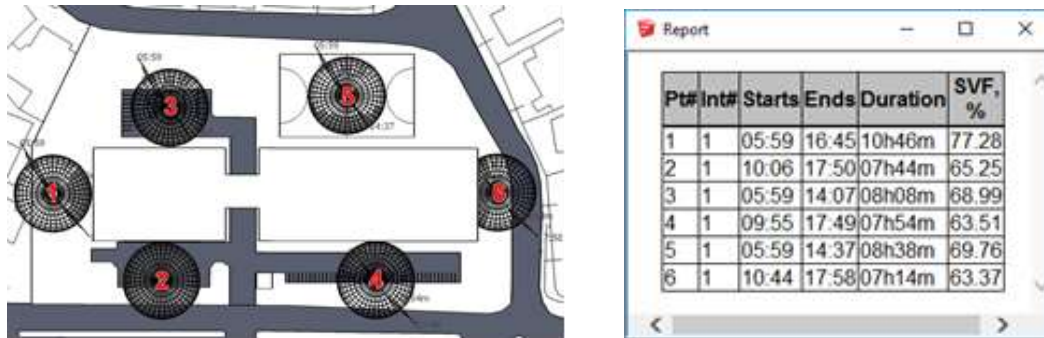 05:59
05:59
3
5
14:37
05:59
1
6
2
4
Report
Pt# Int# Starts Ends Duration SVF, %
1 1 05:59 16:45 10h46m 77.28
2 1 10:06 17:50 07h44m 65.25
3 1 05:59 14:07 08h08m 68.99
4 1 09:55 17:49 07h54m 63.51
5 1 05:59 14:37 08h38m 69.76
6 1 10:44 17:58 07h14m 63.37